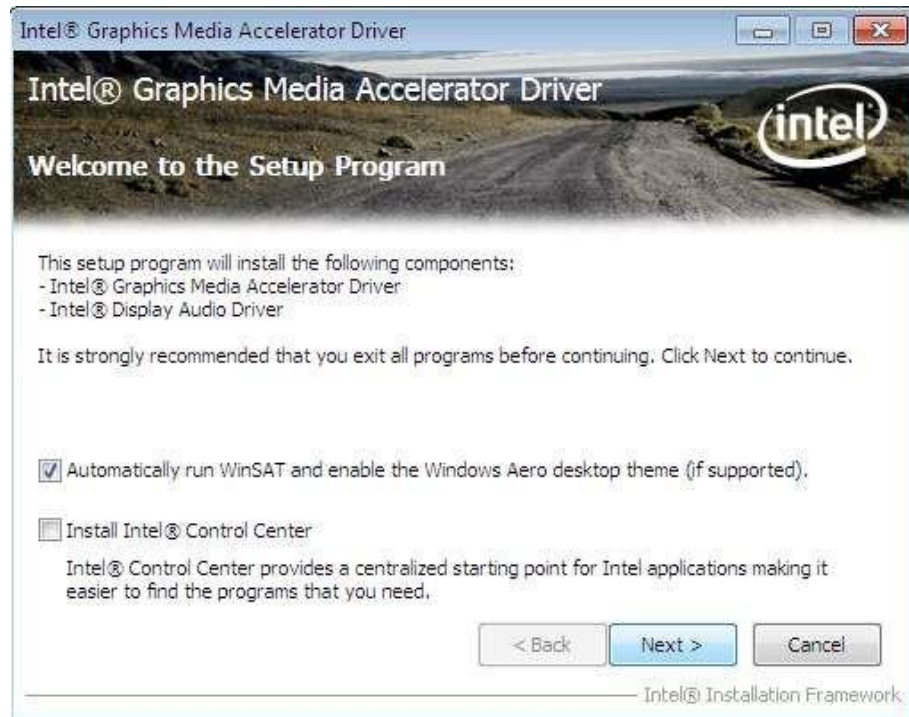 Intel® Graphics Media Accelerator Driver
Intel® Graphics Media Accelerator Driver
intel
Welcome to the Setup Program
This setup program will install the following components:
- Intel® Graphics Media Accelerator Driver
- Intel® Display Audio Driver
It is strongly recommended that you exit all programs before continuing. Click Next to continue.
Automatically run WinSAT and enable the Windows Aero desktop theme (if supported).
Install Intel® Control Center
Intel® Control Center provides a centralized starting point for Intel applications making it
easier to find the programs that you need.
< Back Next > Cancel
Intel® Installation Framework